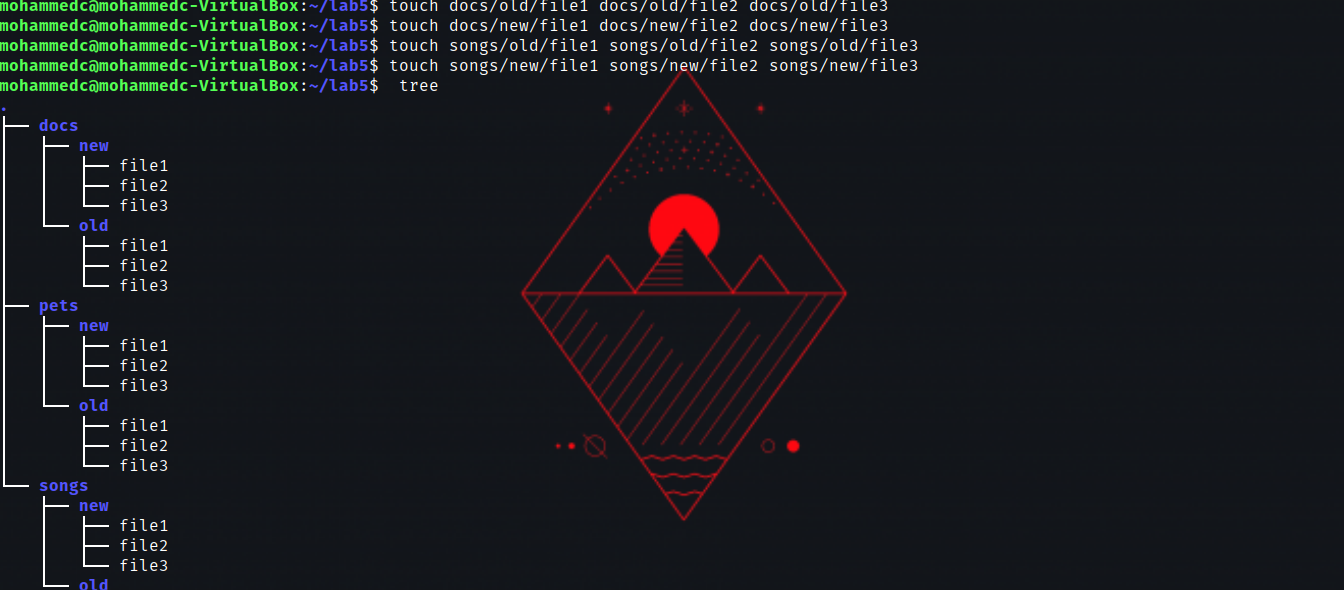 mohammedc@mohammedc-VirtualBox:~/lab5$ touch docs/old/file1 docs/old/file2 docs/old/file3
mohammedc@mohammedc-VirtualBox:~/lab5$ touch docs/new/file1 docs/new/file2 docs/new/file3
mohammedc@mohammedc-VirtualBox:~/lab5$ touch songs/old/file1 songs/old/file2 songs/old/file3
mohammedc@mohammedc-VirtualBox:~/lab5$ touch songs/new/file1 songs/new/file2 songs/new/file3
mohammedc@mohammedc-VirtualBox:~/lab5$  tree
.
├── docs
│   ├── new
│   │   ├── file1
│   │   ├── file2
│   │   └── file3
│   └── old
│       ├── file1
│       ├── file2
│       └── file3
├── pets
│   ├── new
│   │   ├── file1
│   │   ├── file2
│   │   └── file3
│   └── old
│       ├── file1
│       ├── file2
│       └── file3
└── songs
    ├── new
    │   ├── file1
    │   ├── file2
    │   └── file3
    └── old